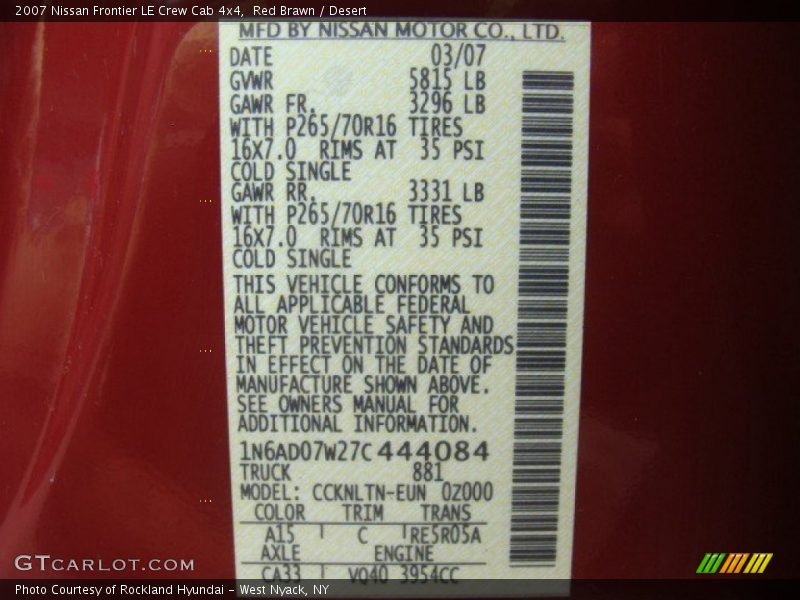 2007 Nissan Frontier LE Crew Cab 4x4,  Red Brawn / Desert
MFD BY NISSAN MOTOR CO., LTD.
DATE 03/07
GVWR 5815 LB
GAWR FR. 3296 LB
WITH P265/70R16 TIRES
16X7.0 RIMS AT 35 PSI
COLD SINGLE
GAWR RR. 3331 LB
WITH P265/70R16 TIRES
16X7.0 RIMS AT 35 PSI
COLD SINGLE
THIS VEHICLE CONFORMS TO
ALL APPLICABLE FEDERAL
MOTOR VEHICLE SAFETY AND
THEFT PREVENTION STANDARDS
IN EFFECT ON THE DATE OF
MANUFACTURE SHOWN ABOVE.
SEE OWNERS MANUAL FOR
ADDITIONAL INFORMATION.
1N6AD07W27C444084
TRUCK 881
MODEL: CCKNLTN-EUN 0Z000
COLOR TRIM TRANS
A15 C RE5R05A
AXLE ENGINE
CA33 VQ40 3954CC
GTCARLOT.COM
Photo Courtesy of Rockland Hyundai - West Nyack, NY